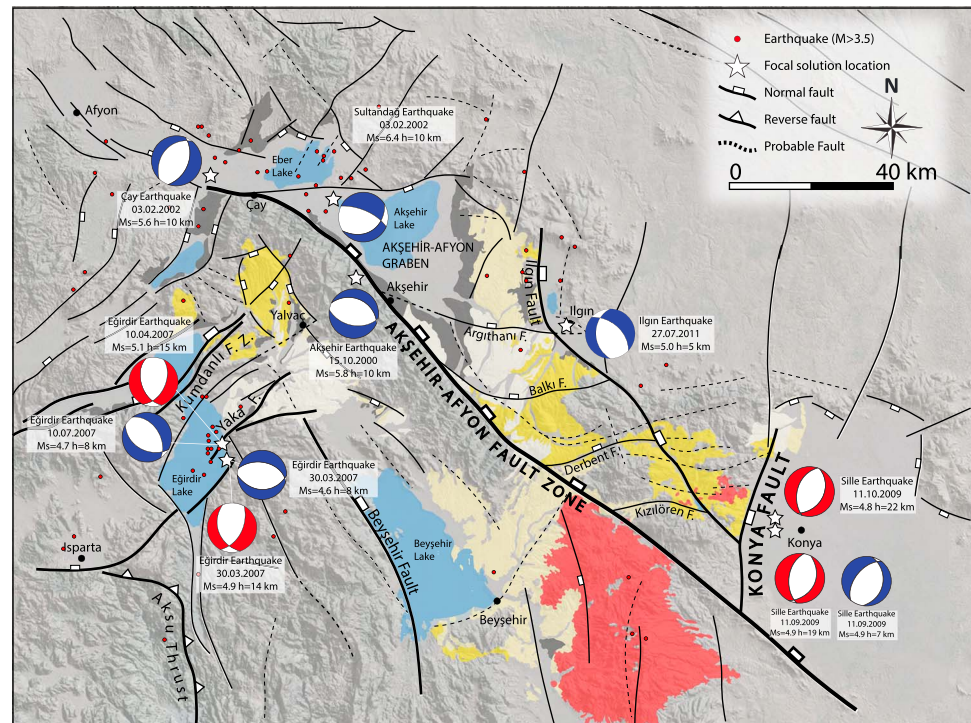 Earthquake (M>3.5)
Focal solution location
Normal fault
Reverse fault
Probable Fault
N
0
40 km
Afyon
Sultandağ Earthquake
03.02.2002
Ms=6.4 h=10 km
Eber
Lake
Çay Earthquake
03.02.2002
Ms=5.6 h=10 km
Çay
Akşehir
Lake
AKŞEHİR-AFYON
GRABEN
Akşehir
Ilgın Fault
Ilgın
Ilgın Earthquake
27.07.2011
Ms=5.0 h=5 km
Yalvaç
Akşehir Earthquake
15.10.2000
Ms=5.8 h=10 km
Argıthanı F.
Eğirdir Earthquake
10.04.2007
Ms=5.1 h=15 km
Kumdanlı F. Z.
AKŞEHİR-AFYON FAULT ZONE
Balkı F.
Yaka F.
Eğirdir Earthquake
10.07.2007
Ms=4.7 h=8 km
Eğirdir Earthquake
30.03.2007
Ms=4.6 h=8 km
Eğirdir
Lake
Derbent F.
Kızılören F.
KONYA FAULT
Sille Earthquake
11.10.2009
Ms=4.8 h=22 km
Konya
Beyşehir Fault
Beyşehir
Lake
Isparta
Eğirdir Earthquake
30.03.2007
Ms=4.9 h=14 km
Aksu Thrust
Beyşehir
Sille Earthquake
11.09.2009
Ms=4.9 h=19 km
Sille Earthquake
11.09.2009
Ms=4.9 h=7 km